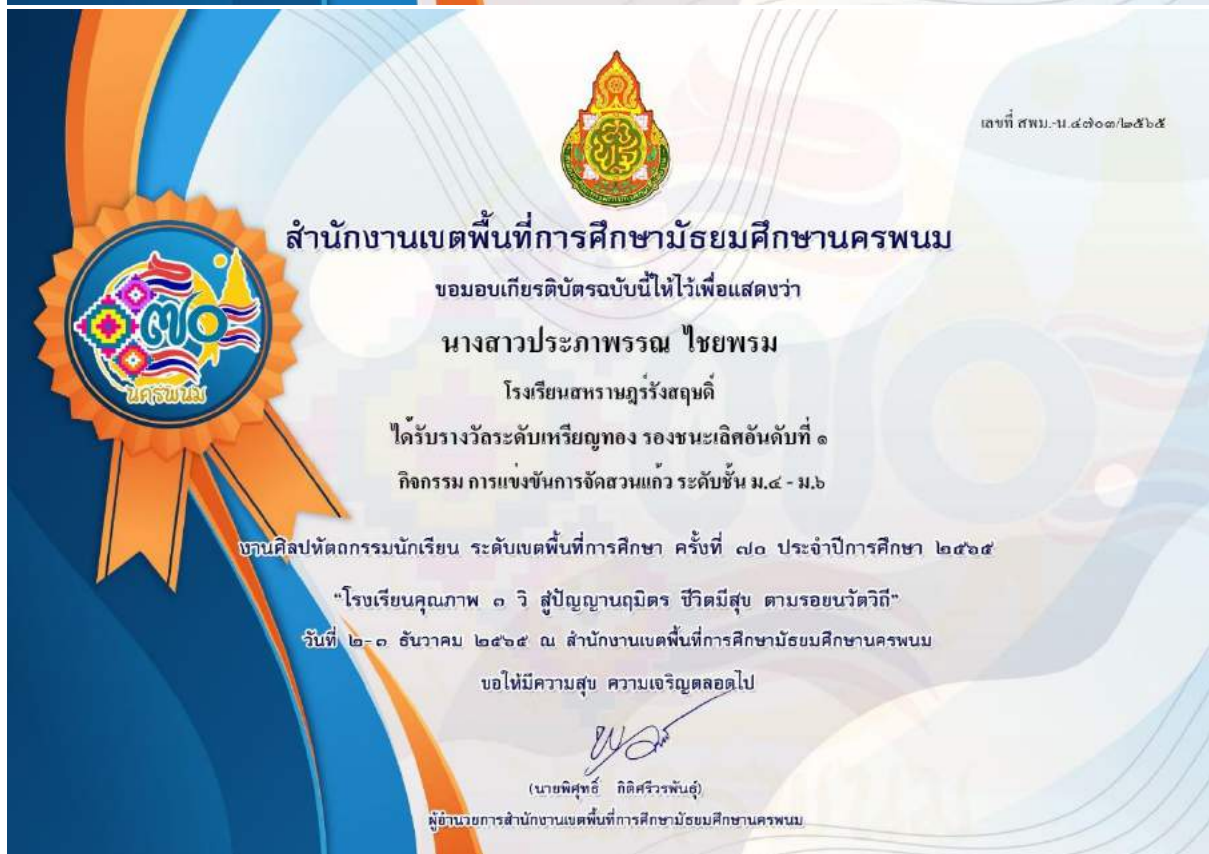 เลขที่ สพม.-น.๔๗๐๓/๒๕๖๕
สำนักงานเขตพื้นที่การศึกษามัธยมศึกษานครพนม
ขอมอบเกียรติบัตรฉบับนี้ให้ไว้เพื่อแสดงว่า
นางสาวประภาพรรณ ไชยพรม
โรงเรียนสหราษฎร์รังสฤษดิ์
ได้รับรางวัลระดับเหรียญทอง รองชนะเลิศอันดับที่ ๑
กิจกรรม การแข่งขันการจัดสวนแก้ว ระดับชั้น ม.๔ - ม.๖
งานศิลปหัตถกรรมนักเรียน ระดับเขตพื้นที่การศึกษา ครั้งที่ ๗๐ ประจำปีการศึกษา ๒๕๖๕
"โรงเรียนคุณภาพ ๓ วิ สู่ปัญญานฤมิตร ชีวิตมีสุข ตามรอยนวัตวิถี"
วันที่ ๒-๓ ธันวาคม ๒๕๖๕ ณ สำนักงานเขตพื้นที่การศึกษามัธยมศึกษานครพนม
ขอให้มีความสุข ความเจริญตลอดไป
(นายพิศุทธิ์ กิติศรีวรพันธุ์)
ผู้อำนวยการสำนักงานเขตพื้นที่การศึกษามัธยมศึกษานครพนม
๗๐
นครพนม